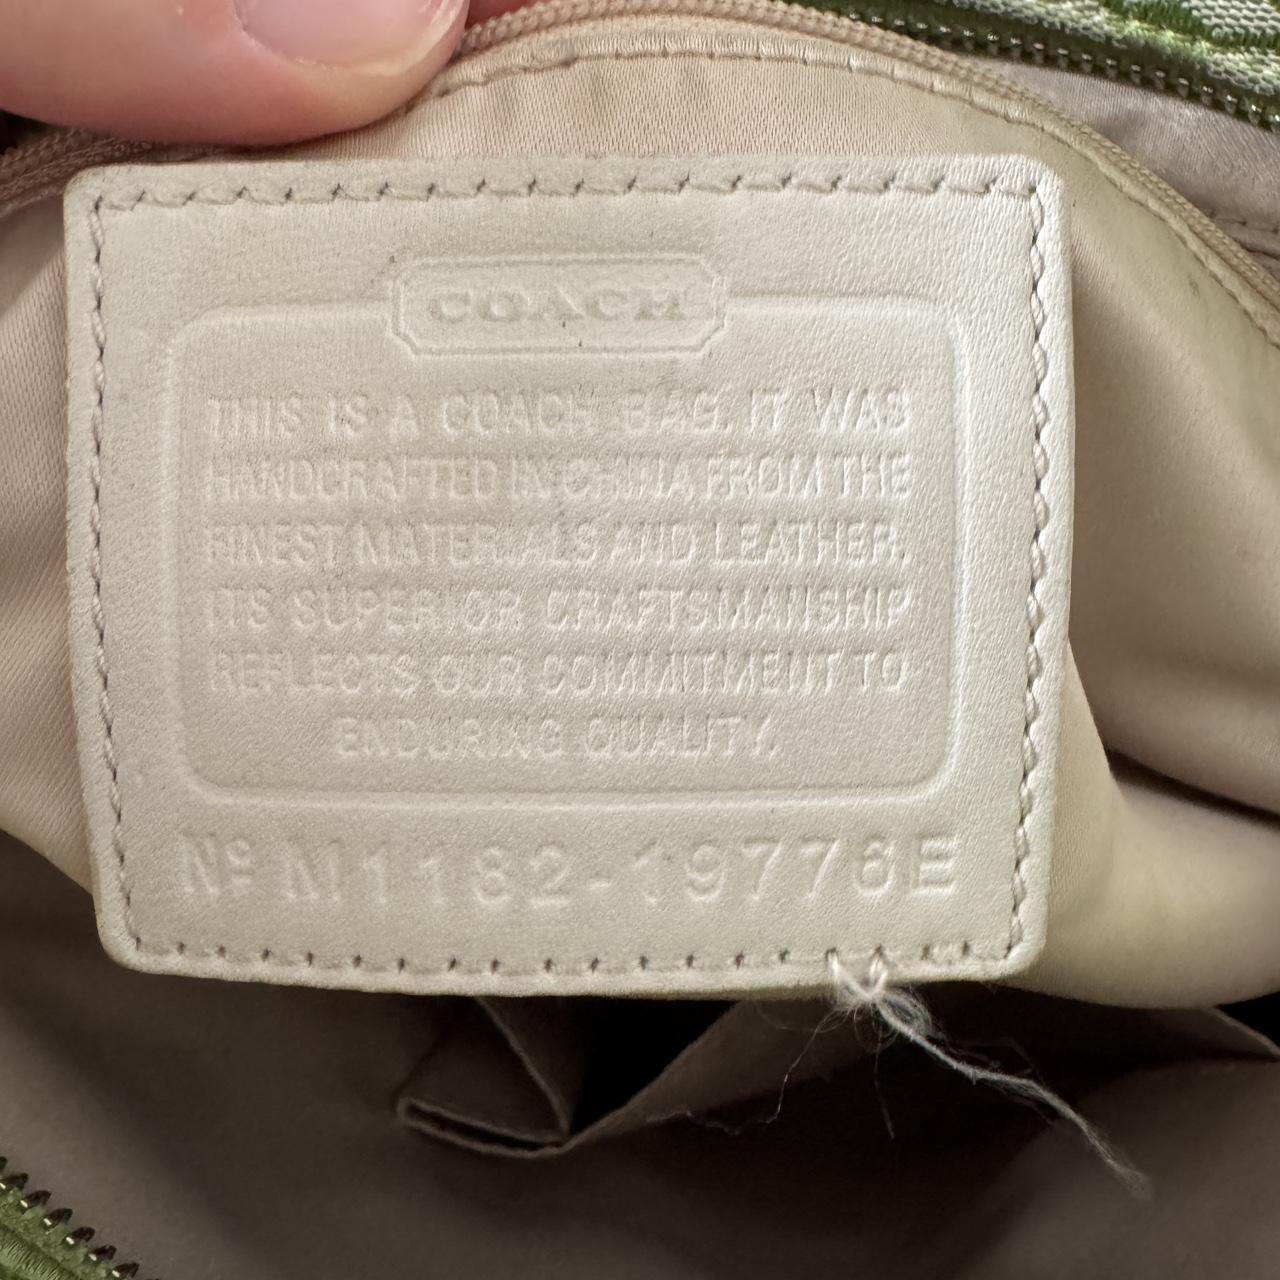 COACH
THIS IS A COACH BAG. IT WAS
HANDCRAFTED IN CHINA FROM THE
FINEST MATERIALS AND LEATHER.
ITS SUPERIOR CRAFTSMANSHIP
REFLECTS OUR COMMITMENT TO
ENDURING QUALITY.
Nº M1182-19776E